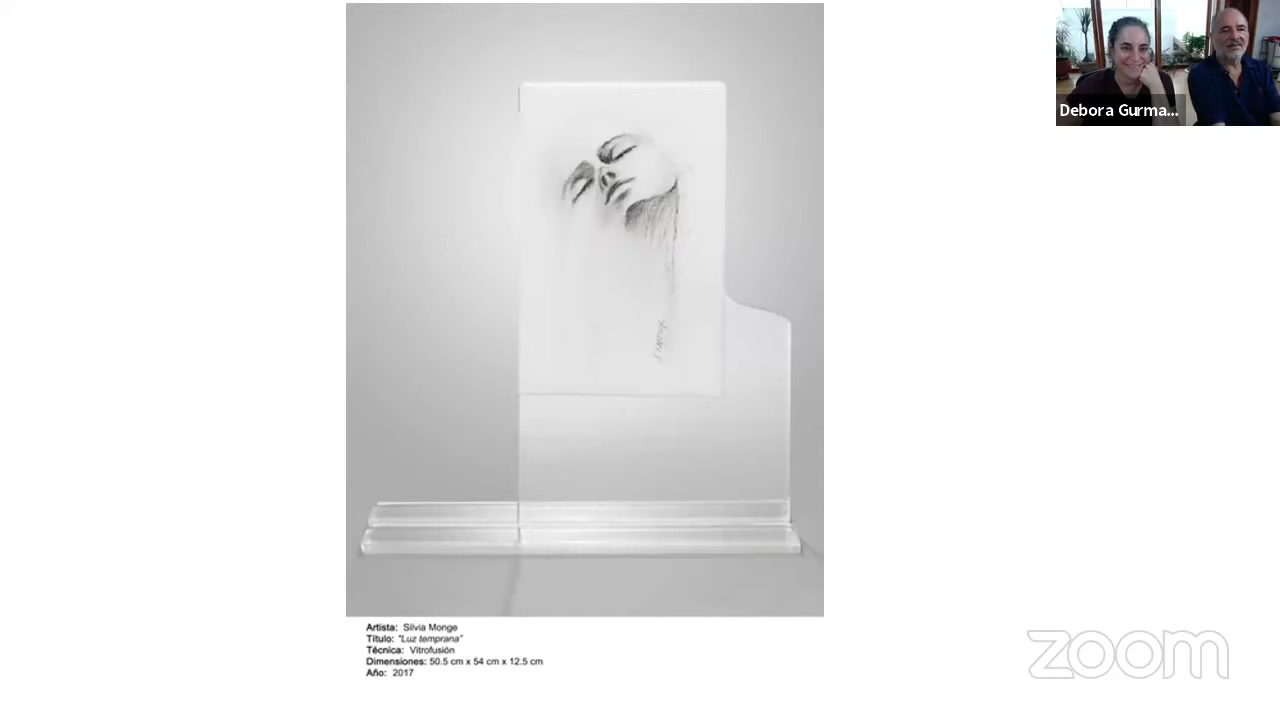 Debora Gurma...
Artista: Silvia Monge
Título: "Luz temprana"
Técnica: Vitrofusión
Dimensiones: 50.5 cm x 54 cm x 12.5 cm
Año: 2017
zoom